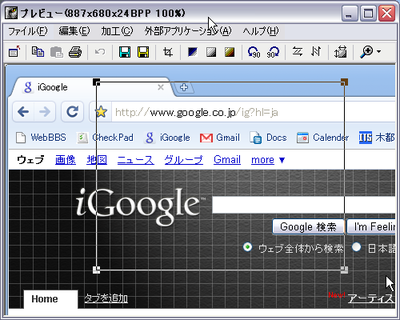 プレビュー(887x680x24BPP 100%)
ファイル(F) 編集(E) 加工(C) 外部アプリケーション(A) ヘルプ(H)
90 90
iGoogle
http://www.google.co.jp/ig?hl=ja
WebBBS CheckPad iGoogle Gmail Docs Calender 木都
ウェブ 画像 地図 ニュース グループ Gmail more ▼
iGoogle™
Google 検索 I'm Feelin
ウェブ全体から検索 日本語
Home タブを追加 New! アーティス